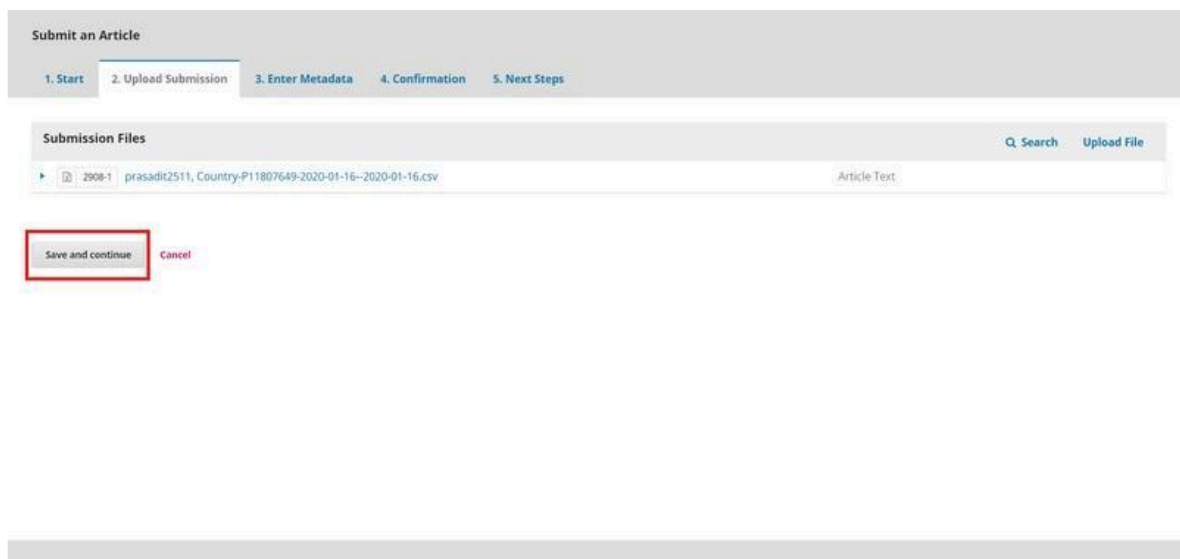 Submit an Article
1. Start 2. Upload Submission 3. Enter Metadata 4. Confirmation 5. Next Steps
Submission Files Search Upload File
2908-1 prasadit2511, Country-P11807649-2020-01-16--2020-01-16.csv Article Text
Save and continue Cancel